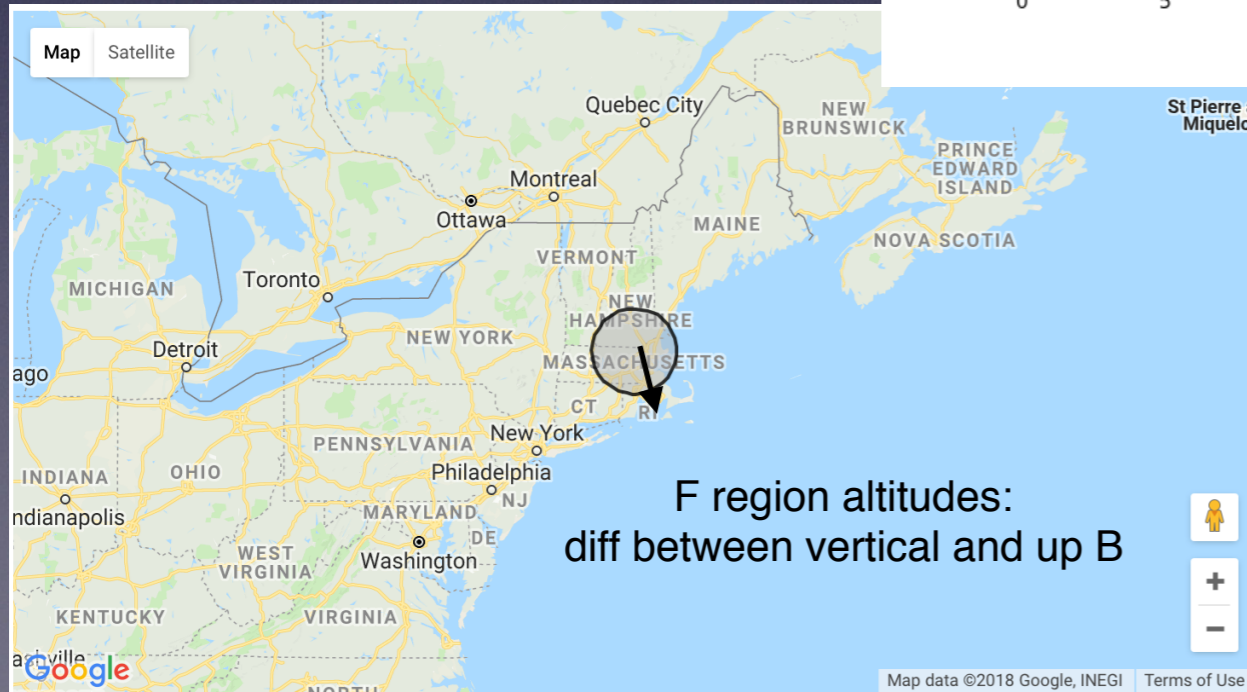 0 5
Map Satellite
Quebec City
NEW
BRUNSWICK
St Pierre
PRINCE
EDWARD
ISLAND
Montreal
Ottawa
MAINE
NOVA SCOTIA
VERMONT
Toronto
MICHIGAN
NEW
HAMPSHIRE
NEW YORK
Detroit
MASSACHUSETTS
CT
RI
New York
PENNSYLVANIA
Philadelphia
INDIANA
OHIO
NJ
MARYLAND
DE
Washington
WEST
VIRGINIA
KENTUCKY
VIRGINIA
F region altitudes:
diff between vertical and up B
+
−
Google
Map data ©2018 Google, INEGI Terms of Use